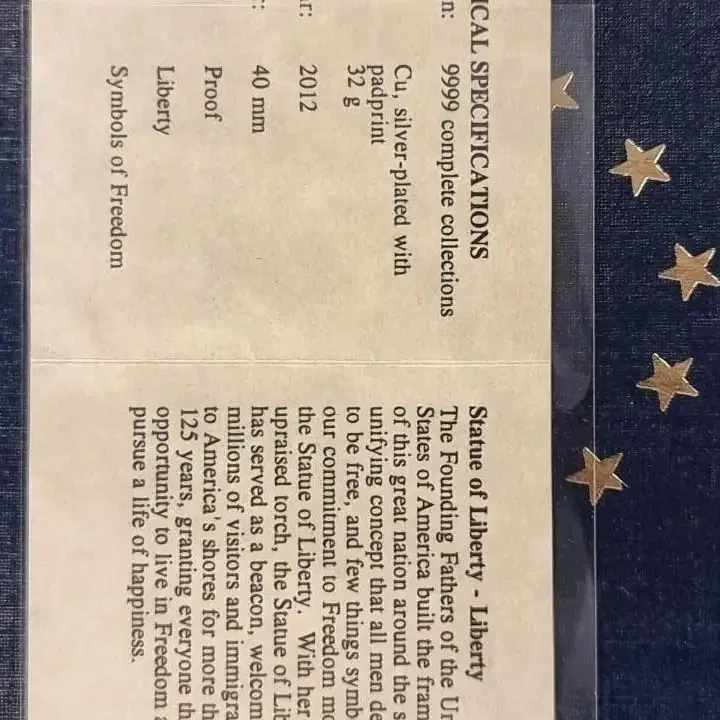 ICAL SPECIFICATIONS
n: 9999 complete collections
Cu, silver-plated with
padprint
32 g
ar: 2012
: 40 mm
Proof
Liberty
Symbols of Freedom
Statue of Liberty - Liberty
The Founding Fathers of the Un
States of America built the fram
of this great nation around the s
unifying concept that all men de
to be free, and few things symb
our commitment to Freedom mo
the Statue of Liberty. With her
upraised torch, the Statue of Lib
has served as a beacon, welcom
millions of visitors and immigra
to America's shores for more th
125 years, granting everyone th
opportunity to live in Freedom a
pursue a life of happiness.